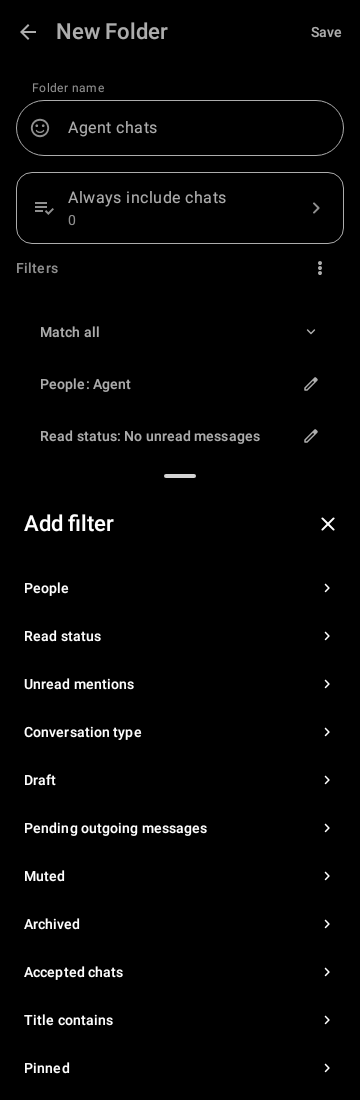 New Folder
Save
Folder name
Agent chats
Always include chats
0
Filters
Match all
People: Agent
Read status: No unread messages
Add filter
People
Read status
Unread mentions
Conversation type
Draft
Pending outgoing messages
Muted
Archived
Accepted chats
Title contains
Pinned